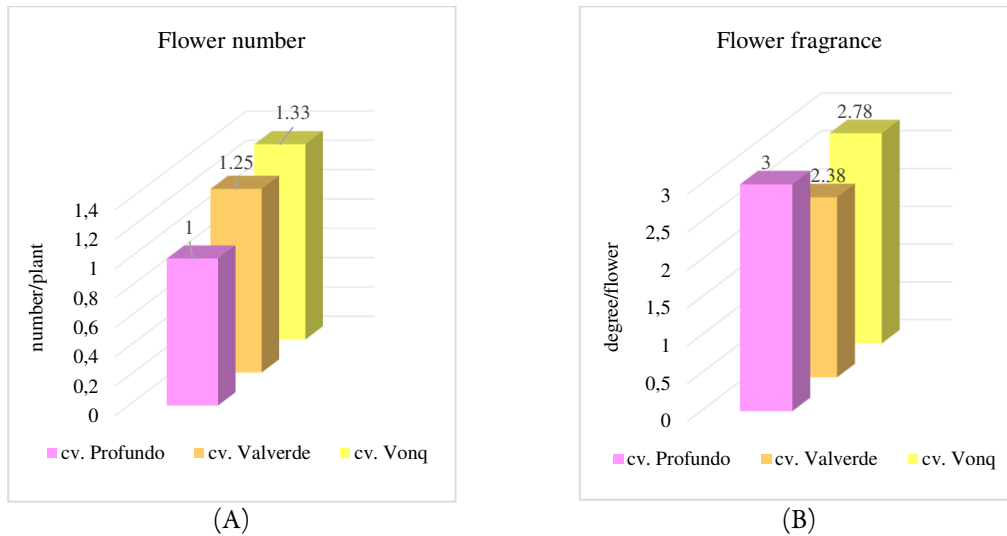 Flower number
1.33
1.25
1
1,4
1,2
1
0,8
0,6
0,4
0,2
0
number/plant
cv. Profundo cv. Valverde cv. Vonq
(A)
Flower fragrance
2.78
3
2.38
3
2,5
2
1,5
1
0,5
0
degree/flower
cv. Profundo cv. Valverde cv. Vonq
(B)